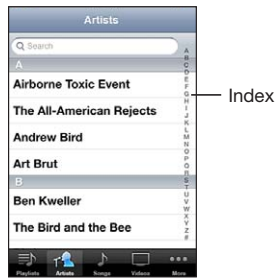 Artists
Search
A
Airborne Toxic Event
The All-American Rejects
Andrew Bird
Art Brut
B
Ben Kweller
The Bird and the Bee
A
B
C
D
E
F
G
H
I
J
K
L
M
N
O
P
Q
R
S
T
U
V
W
X
Y
Z
#
Index
Playlists Artists Songs Videos More